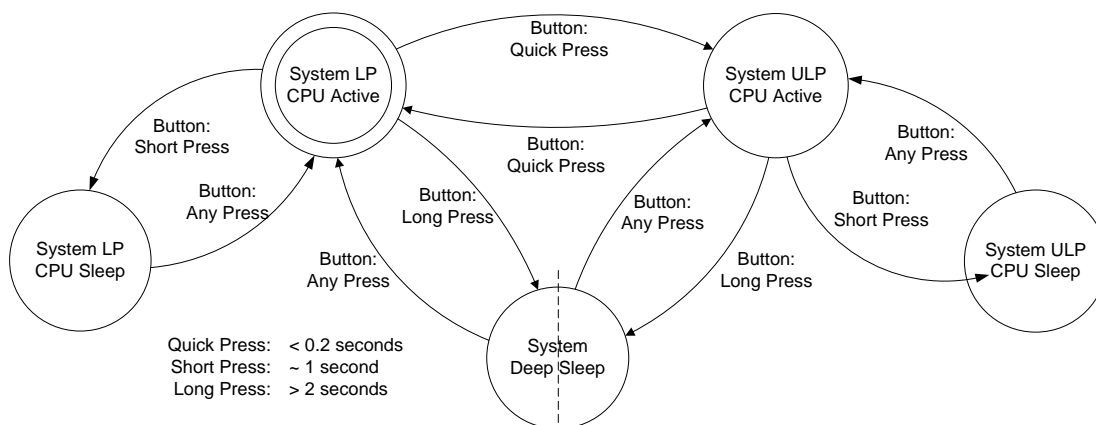 Button:
Quick Press
System LP
CPU Active
System ULP
CPU Active
Button:
Short Press
Button:
Quick Press
Button:
Any Press
Button:
Any Press
Button:
Long Press
Button:
Any Press
Button:
Short Press
System LP
CPU Sleep
Button:
Any Press
Button:
Long Press
System ULP
CPU Sleep
System
Deep Sleep
Quick Press: < 0.2 seconds
Short Press: ~ 1 second
Long Press: > 2 seconds